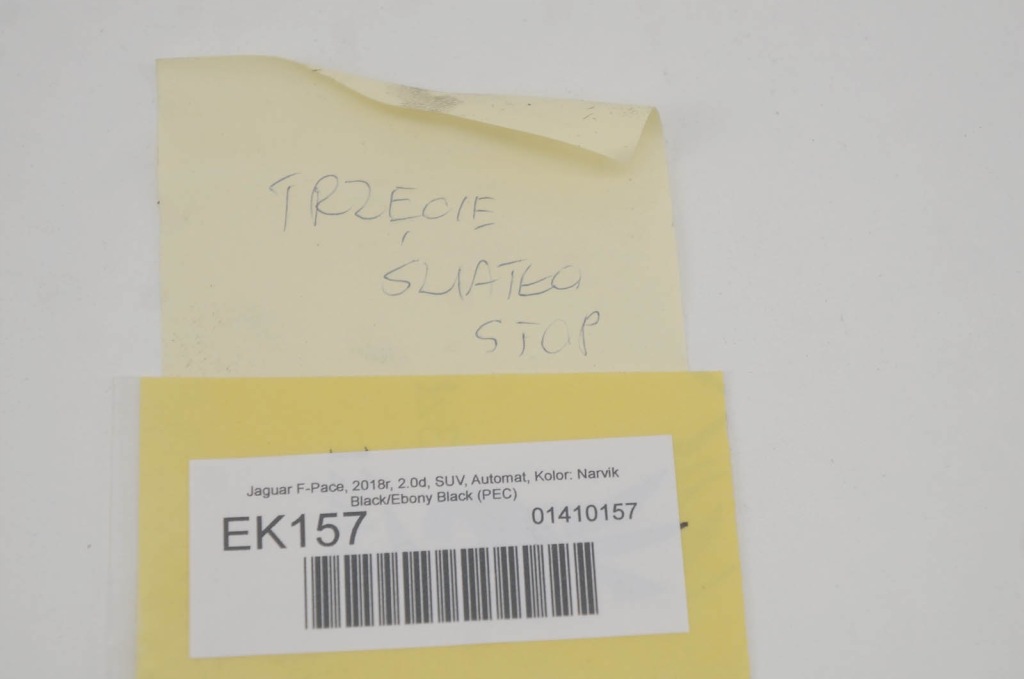 TRZECIE
ŚWIATŁO
STOP
Jaguar F-Pace, 2018r, 2.0d, SUV, Automat, Kolor: Narvik
Black/Ebony Black (PEC)
EK157 01410157